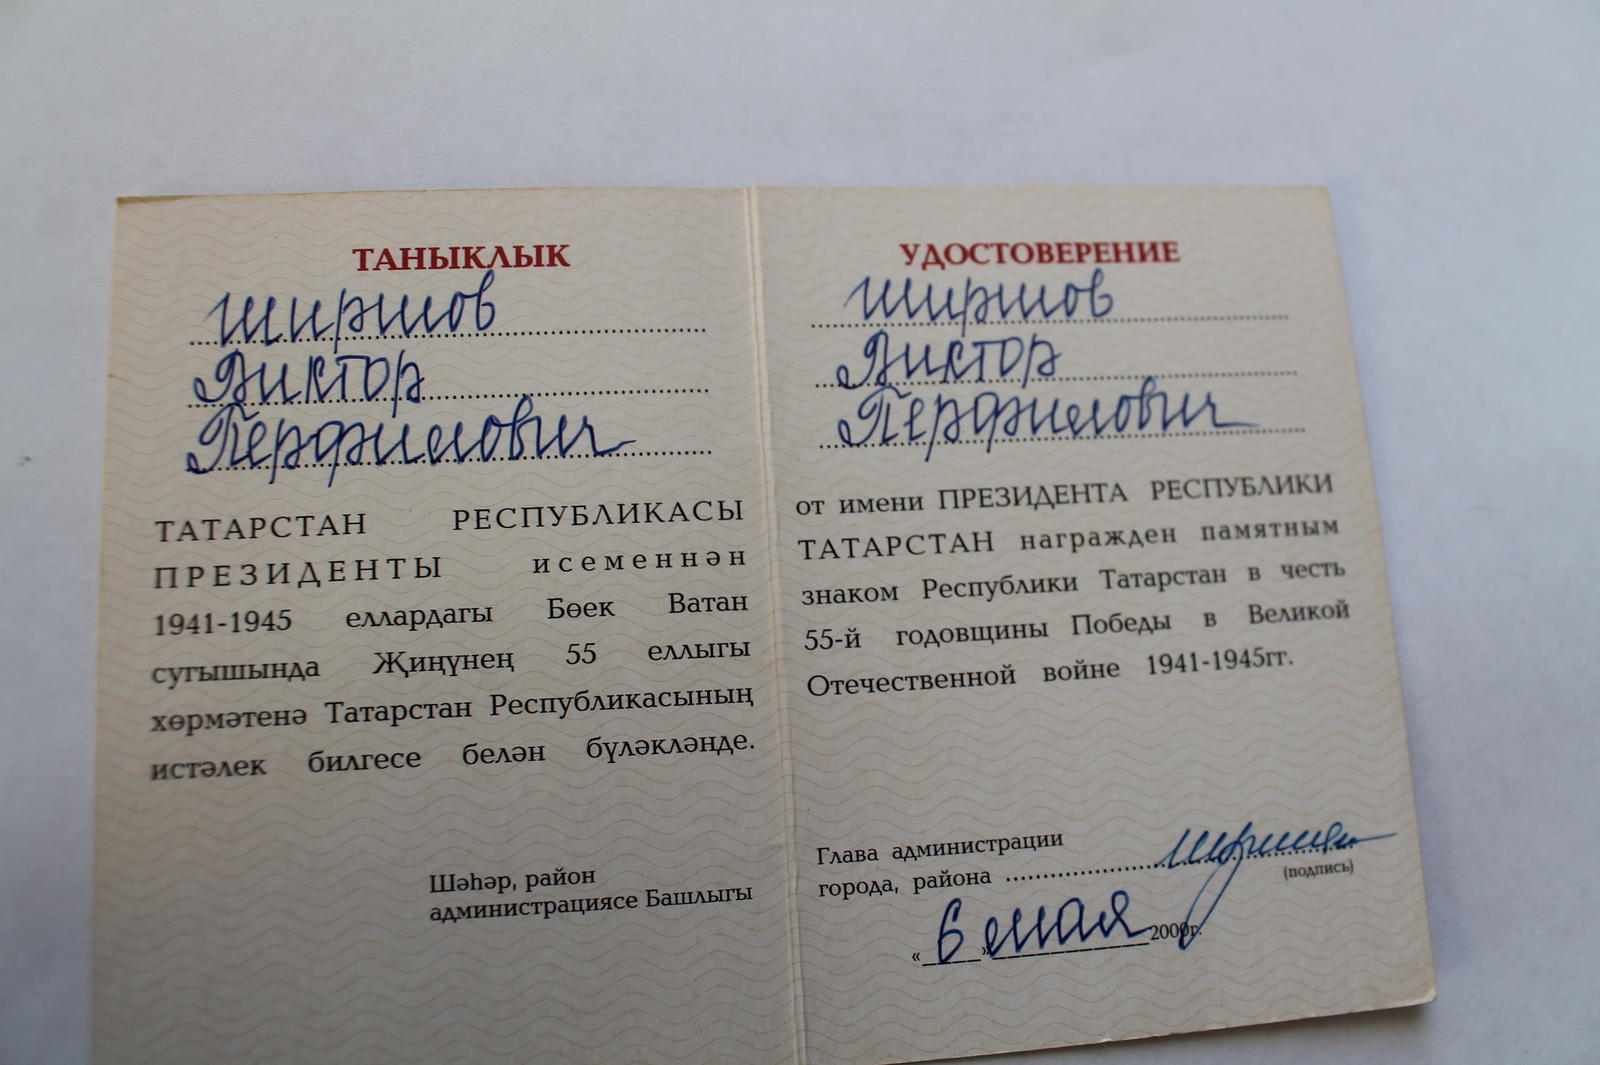 ТАНЫКЛЫК
Ширшов
Виктор
Перфилович
ТАТАРСТАН РЕСПУБЛИКАСЫ
ПРЕЗИДЕНТЫ исеменнән
1941-1945 еллардагы Бөек Ватан
сугышында Җиңүнең 55 еллыгы
хөрмәтенә Татарстан Республикасының
истәлек билгесе белән бүләкләнде.
Шәһәр, район
администрациясе Башлыгы
УДОСТОВЕРЕНИЕ
Ширшов
Виктор
Перфилович
от имени ПРЕЗИДЕНТА РЕСПУБЛИКИ
ТАТАРСТАН награжден памятным
знаком Республики Татарстан в честь
55-й годовщины Победы в Великой
Отечественной войне 1941-1945гг.
Глава администрации
города, района
(подпись)
«6» мая 2000г.